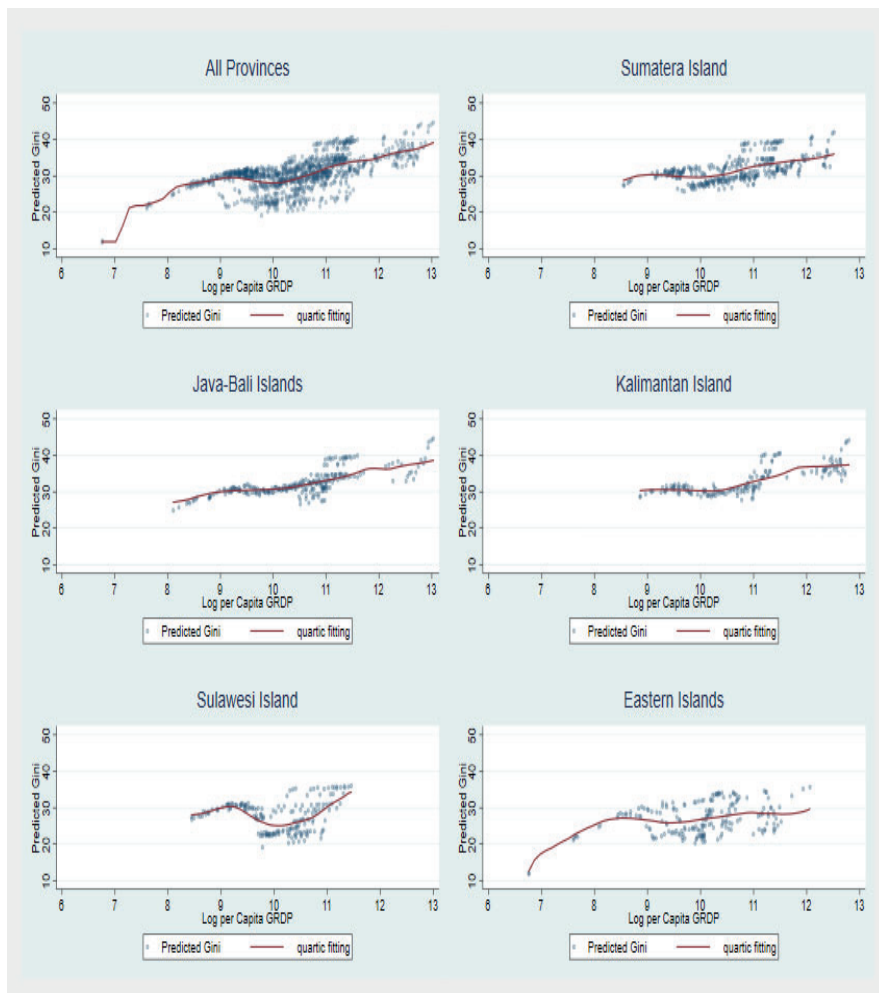 All Provinces
Predicted Gini
50
40
30
20
10
6 7 8 9 10 11 12 13
Log per Capita GRDP
Predicted Gini quartic fitting
Sumatera Island
Predicted Gini
50
40
30
20
10
6 7 8 9 10 11 12 13
Log per Capita GRDP
Predicted Gini quartic fitting
Java-Bali Islands
Predicted Gini
50
40
30
20
10
6 7 8 9 10 11 12 13
Log per Capita GRDP
Predicted Gini quartic fitting
Kalimantan Island
Predicted Gini
50
40
30
20
10
6 7 8 9 10 11 12 13
Log per Capita GRDP
Predicted Gini quartic fitting
Sulawesi Island
Predicted Gini
50
40
30
20
10
6 7 8 9 10 11 12 13
Log per Capita GRDP
Predicted Gini quartic fitting
Eastern Islands
Predicted Gini
50
40
30
20
10
6 7 8 9 10 11 12 13
Log per Capita GRDP
Predicted Gini quartic fitting